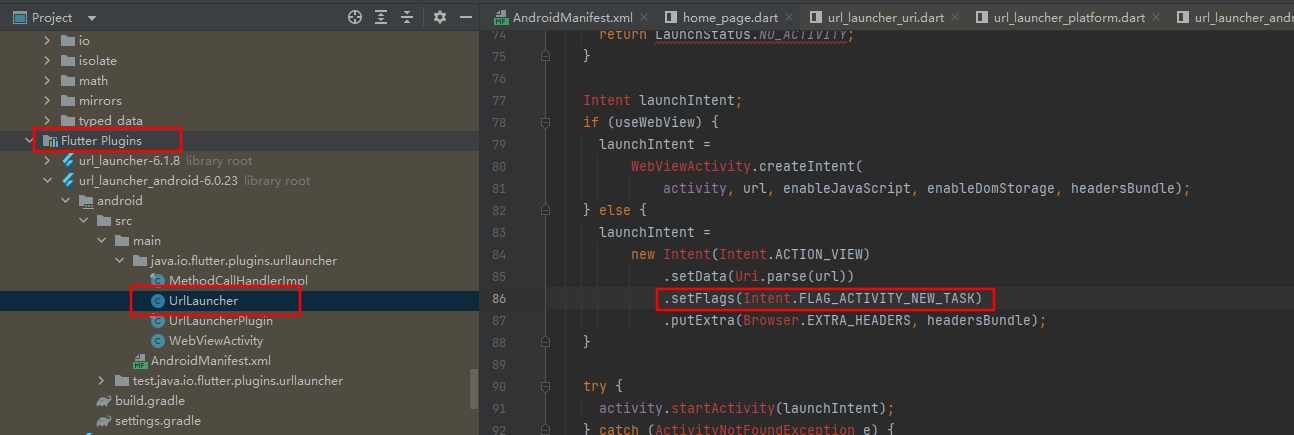 Project
io
isolate
math
mirrors
typed_data
Flutter Plugins
url_launcher-6.1.8 library root
url_launcher_android-6.0.23 library root
android
src
main
java.io.flutter.plugins.urllauncher
MethodCallHandlerImpl
UrlLauncher
UrlLauncherPlugin
WebViewActivity
AndroidManifest.xml
test.java.io.flutter.plugins.urllauncher
build.gradle
settings.gradle
AndroidManifest.xml home_page.dart url_launcher_uri.dart url_launcher_platform.dart url_launcher_andr
74 return LaunchStatus.NO_ACTIVITY;
75 }
76
77 Intent launchIntent;
78 if (useWebView) {
79 launchIntent =
80 WebViewActivity.createIntent(
81 activity, url, enableJavaScript, enableDomStorage, headersBundle);
82 } else {
83 launchIntent =
84 new Intent(Intent.ACTION_VIEW)
85 .setData(Uri.parse(url))
86 .setFlags(Intent.FLAG_ACTIVITY_NEW_TASK)
87 .putExtra(Browser.EXTRA_HEADERS, headersBundle);
88 }
89
90 try {
91 activity.startActivity(launchIntent);
92 } catch (ActivityNotFoundException e) {